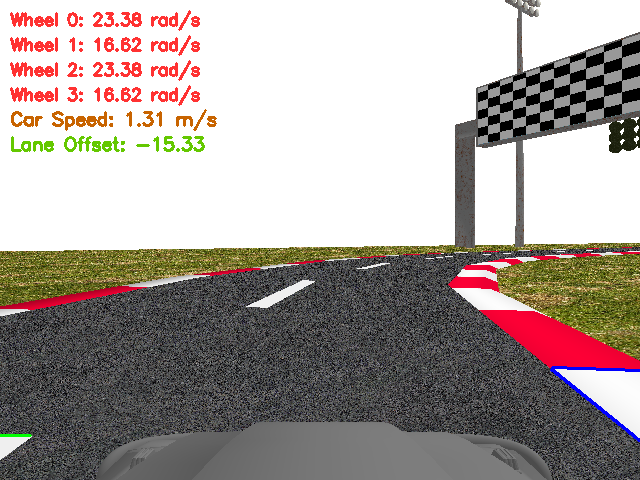 Wheel 0: 23.38 rad/s
Wheel 1: 16.62 rad/s
Wheel 2: 23.38 rad/s
Wheel 3: 16.62 rad/s
Car Speed: 1.31 m/s
Lane Offset: -15.33